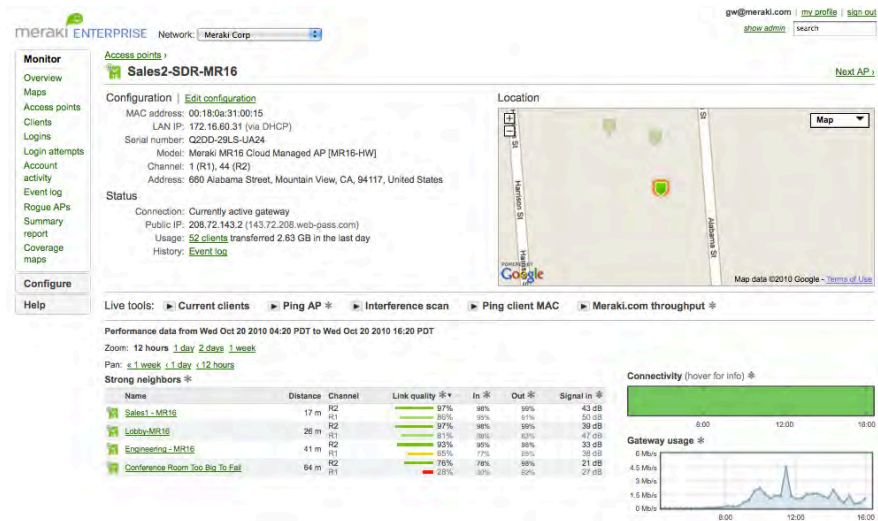 gw@meraki.com | my profile | sign out
meraki ENTERPRISE Network: Meraki Corp
show admin search
Monitor
Overview
Maps
Access points
Clients
Logins
Login attempts
Account
activity
Event log
Rogue APs
Summary
report
Coverage
maps
Configure
Help
Access points ›
Sales2-SDR-MR16
Next AP ›
Configuration | Edit configuration
MAC address: 00:18:0a:31:00:15
LAN IP: 172.16.60.31 (via DHCP)
Serial number: Q2DD-29LS-UA24
Model: Meraki MR16 Cloud Managed AP [MR16-HW]
Channel: 1 (R1), 44 (R2)
Address: 660 Alabama Street, Mountain View, CA, 94117, United States
Status
Connection: Currently active gateway
Public IP: 208.72.143.2 (143.72.208.web-pass.com)
Usage: 52 clients transferred 2.63 GB in the last day
History: Event log
Location
+
−
Map
Harrison St
Alabama St
POWERED BY
Google
Map data ©2010 Google - Terms of Use
Live tools: Current clients Ping AP ✻ Interference scan Ping client MAC Meraki.com throughput ✻
Performance data from Wed Oct 20 2010 04:20 PDT to Wed Oct 20 2010 16:20 PDT
Zoom: 12 hours 1 day 2 days 1 week
Pan: « 1 week ‹ 1 day ‹ 12 hours
Strong neighbors ✻
Name Distance Channel Link quality ✻▾ In ✻ Out ✻ Signal in ✻
Sales1 - MR16 17 m R2 97% 98% 99% 43 dB
R1 86% 95% 91% 50 dB
Lobby-MR16 26 m R2 97% 98% 99% 39 dB
R1 81% 83% 47 dB
Engineering - MR16 41 m R2 93% 95% 98% 33 dB
R1 65% 77% 38 dB
Conference Room Too Big To Fail 64 m R2 76% 78% 98% 21 dB
R1 28% 27 dB
Connectivity (hover for info) ✻
8:00 12:00 16:00
Gateway usage ✻
6 Mb/s
4.5 Mb/s
3 Mb/s
1.5 Mb/s
0 Mb/s
8:00 12:00 16:00